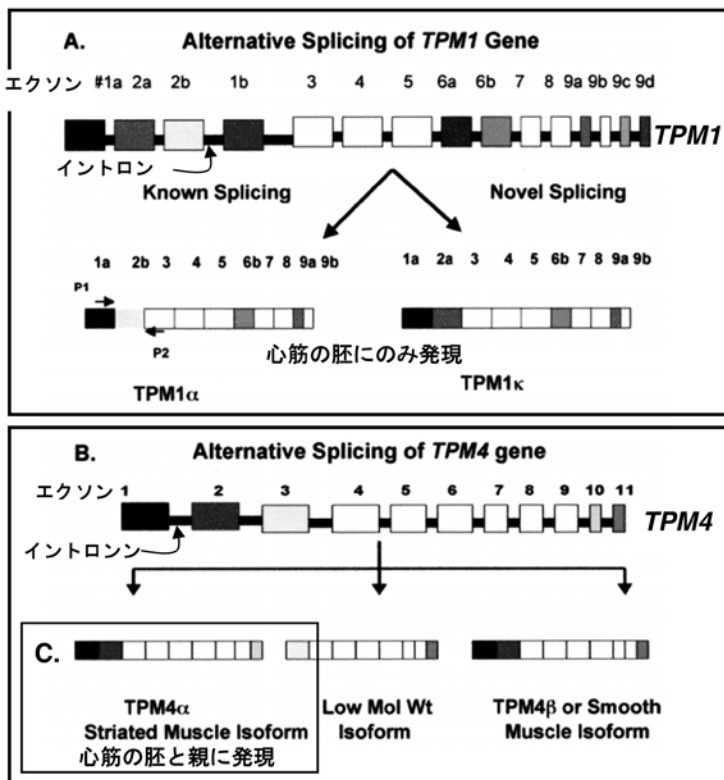 A. Alternative Splicing of TPM1 Gene
エクソン #1a 2a 2b 1b 3 4 5 6a 6b 7 8 9a 9b 9c 9d
TPM1
イントロン
Known Splicing Novel Splicing
1a 2b 3 4 5 6b 7 8 9a 9b 1a 2a 3 4 5 6b 7 8 9a 9b
P1
P2
心筋の胚にのみ発現
TPM1α TPM1κ
B. Alternative Splicing of TPM4 gene
エクソン 1 2 3 4 5 6 7 8 9 10 11
TPM4
イントロンン
C.
TPM4α Low Mol Wt TPM4β or Smooth
Striated Muscle Isoform Isoform Muscle Isoform
心筋の胚と親に発現